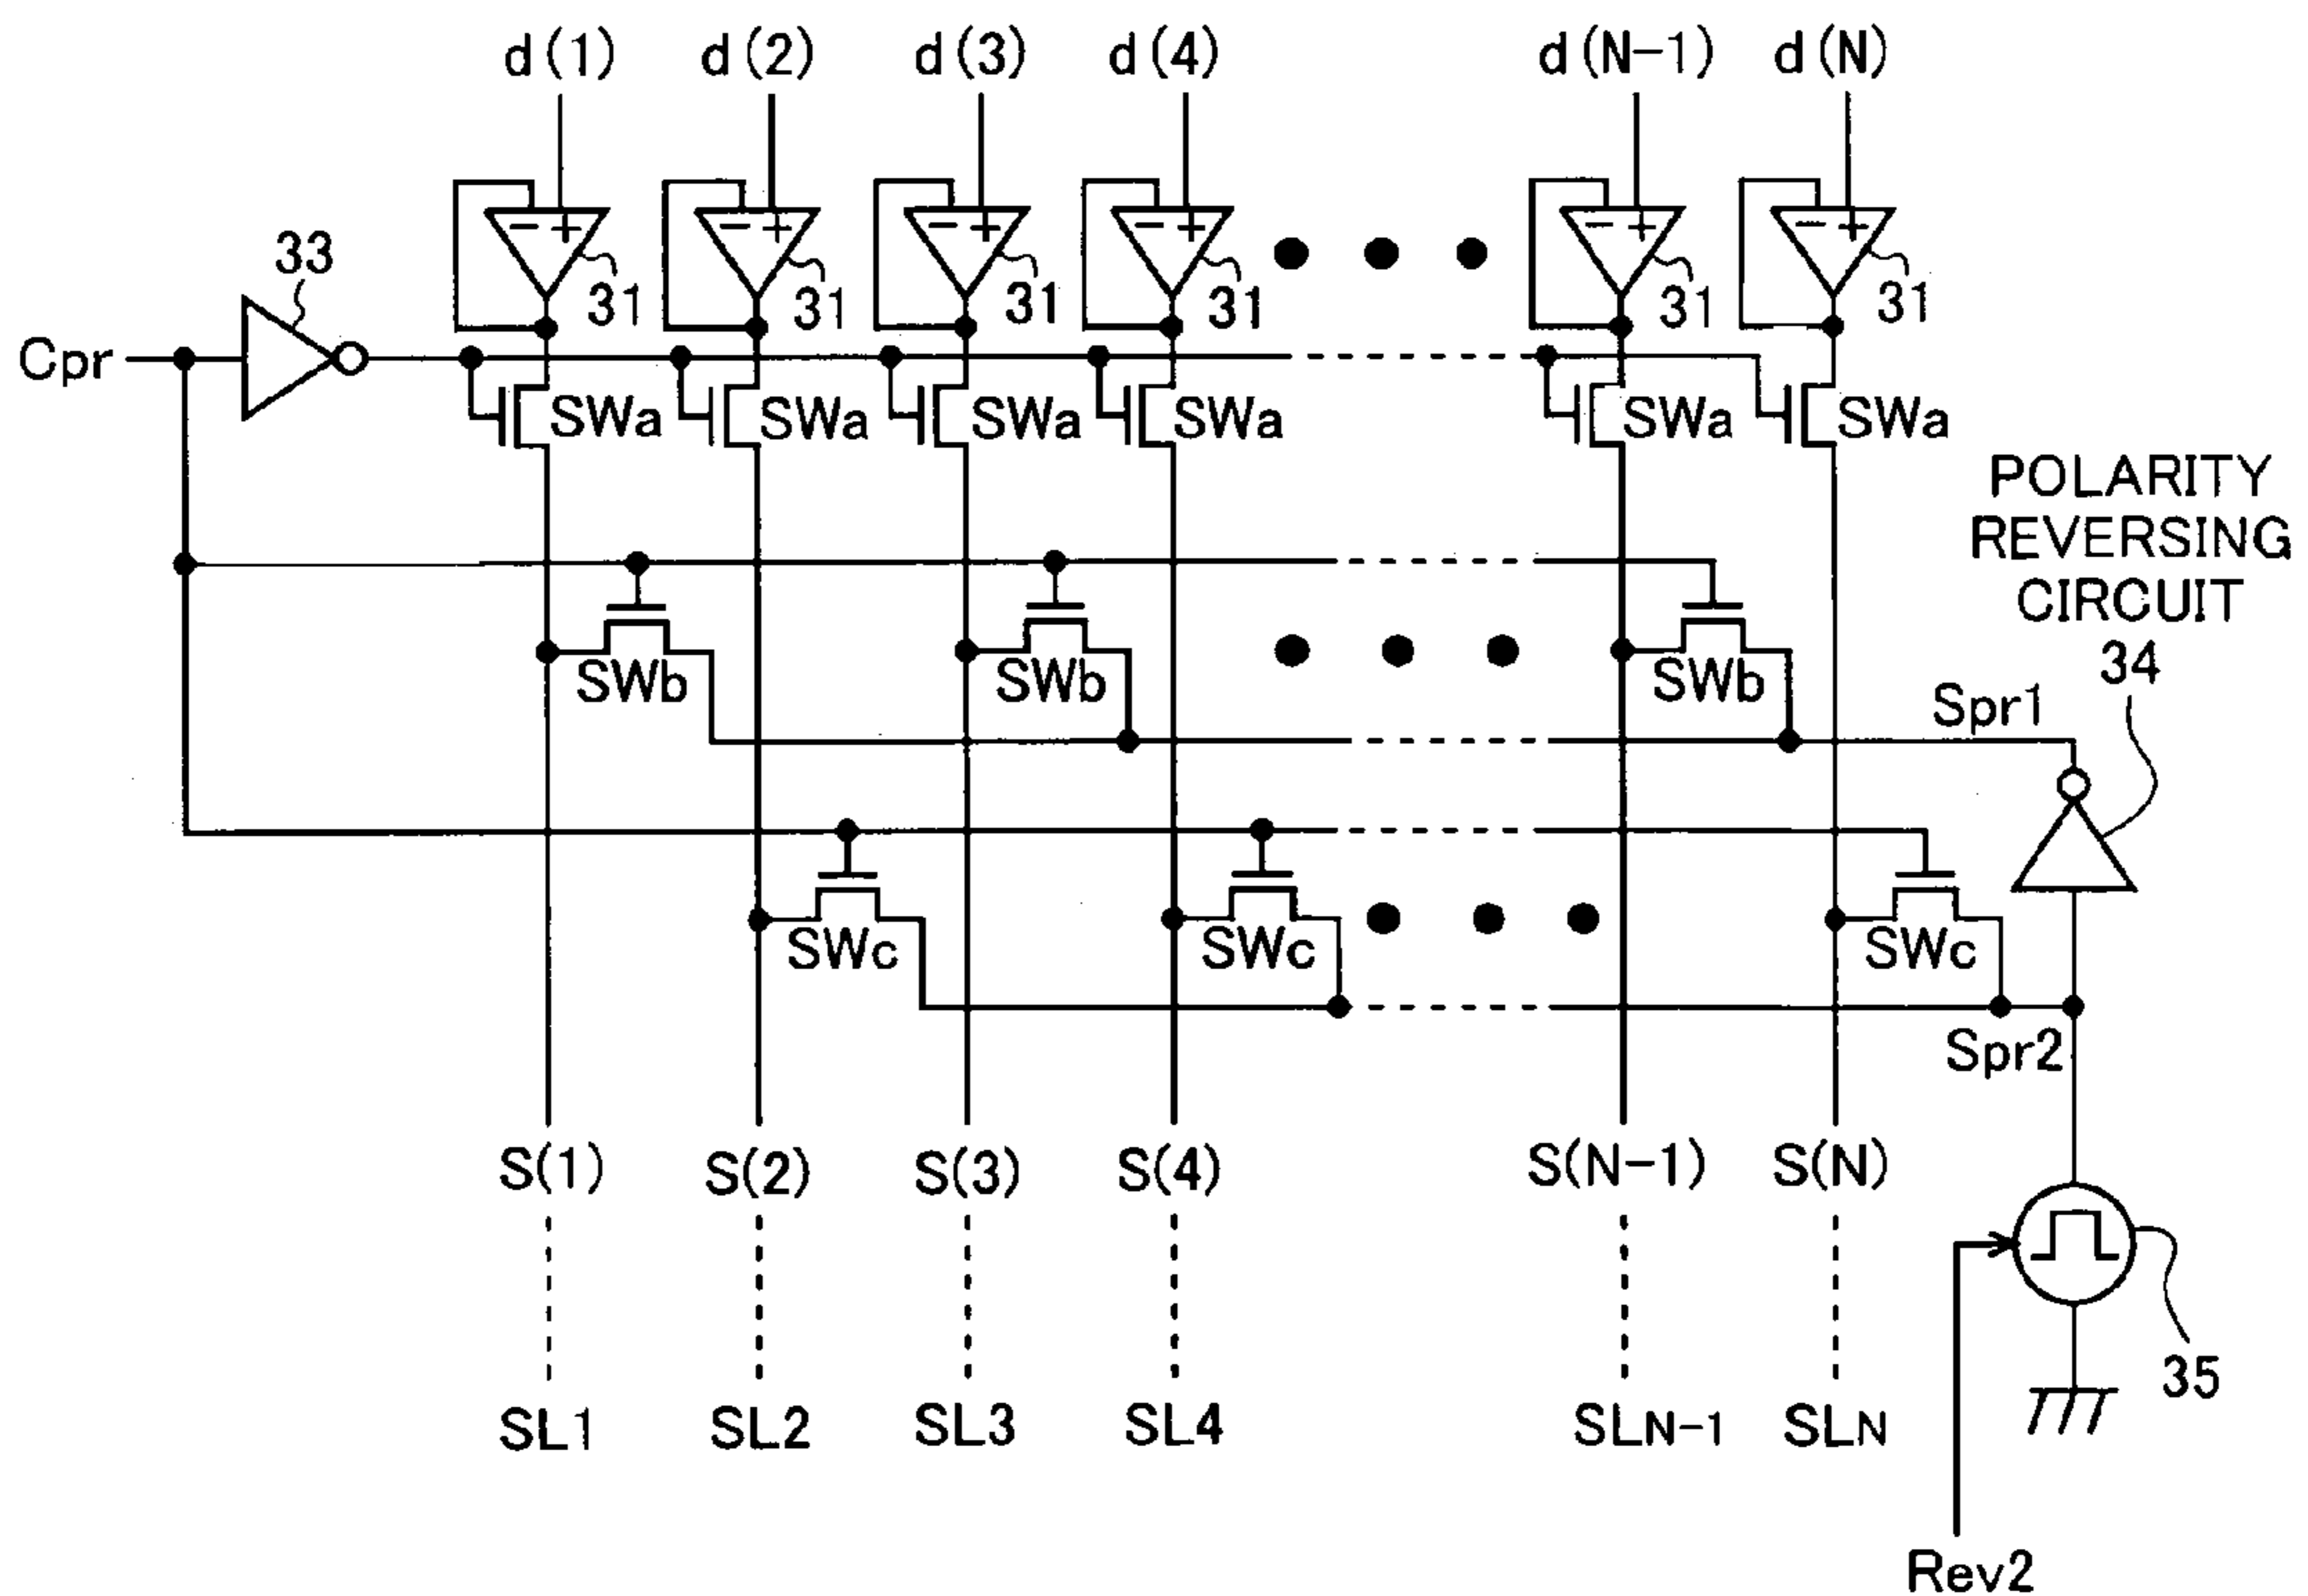 d(1) d(2) d(3) d(4) d(N-1) d(N)
33
- + - + - + - + - + - +
31 31 31 31 31 31
Cpr
SWa SWa SWa SWa SWa SWa
POLARITY
REVERSING
CIRCUIT
34
SWb SWb SWb
Spr1
SWc SWc SWc
Spr2
S(1) S(2) S(3) S(4) S(N-1) S(N)
35
SL1 SL2 SL3 SL4 SLN-1 SLN
Rev2